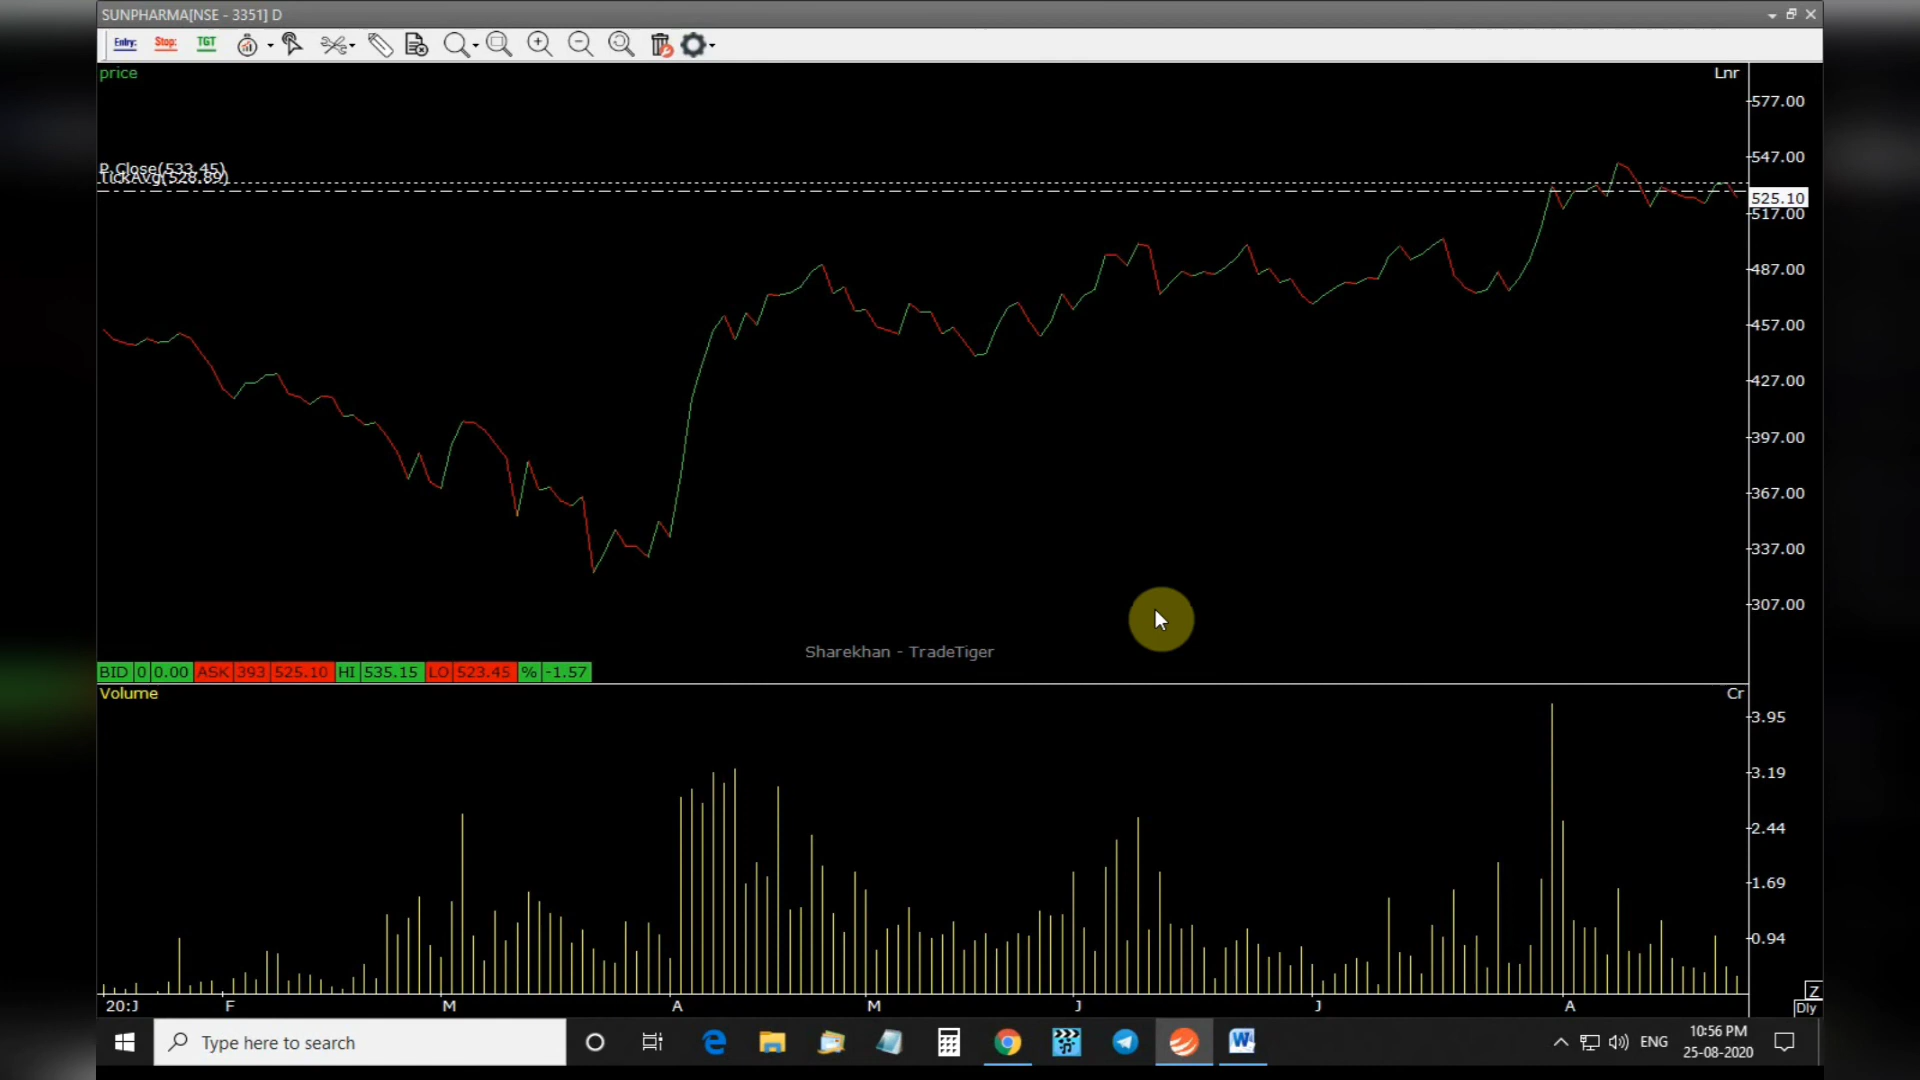 SUNPHARMA[NSE - 3351] D
Entry: Stop: TGT
price
Lnr
577.00
P.Close(533.45)
547.00
TickAvg(528.89)
525.10
517.00
487.00
457.00
427.00
397.00
367.00
337.00
307.00
Sharekhan - TradeTiger
BID 0 0.00 ASK 393 525.10 HI 535.15 LO 523.45 % -1.57
Volume
Cr
3.95
3.19
2.44
1.69
0.94
Z
20:J F M A M J J A
Dly
Type here to search
ENG
10:56 PM
25-08-2020